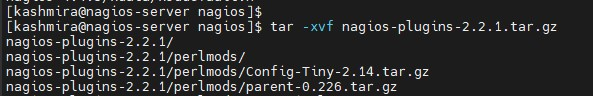 [kashmira@nagios-server nagios]$
[kashmira@nagios-server nagios]$ tar -xvf nagios-plugins-2.2.1.tar.gz
nagios-plugins-2.2.1/
nagios-plugins-2.2.1/perlmods/
nagios-plugins-2.2.1/perlmods/Config-Tiny-2.14.tar.gz
nagios-plugins-2.2.1/perlmods/parent-0.226.tar.gz